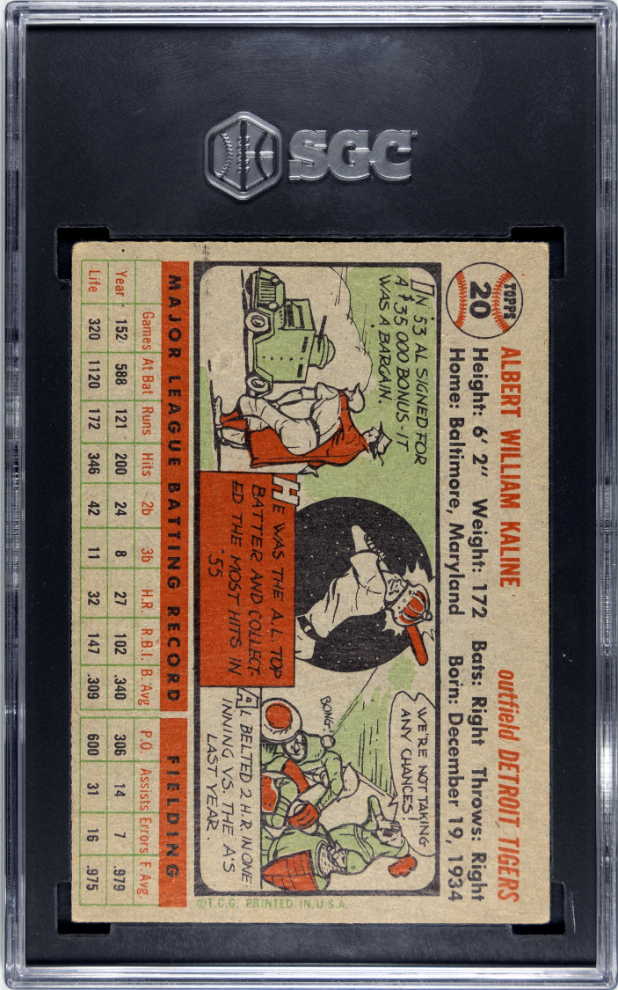 SGC
TOPPS
20
ALBERT WILLIAM KALINE outfield DETROIT TIGERS
Height: 6' 2" Weight: 172 Bats: Right Throws: Right
Home: Baltimore, Maryland Born: December 19, 1934
IN '53 AL SIGNED FOR
A $35,000 BONUS-IT
WAS A BARGAIN.
HE WAS THE A.L. TOP
BATTER AND COLLECT-
ED THE MOST HITS IN
'55
WE'RE NOT TAKING
ANY CHANCES!
BONG!
AL BELTED 2 H.R. IN ONE
INNING VS. THE A'S
LAST YEAR.
©T.C.G. PRINTED IN U.S.A.
MAJOR LEAGUE BATTING RECORD FIELDING
Games At Bat Runs Hits 2b 3b H.R. R.B.I. B. Avg. P.O. Assists Errors F. Avg.
Year 152 588 121 200 24 8 27 102 .340 306 14 7 .979
Life 320 1120 172 346 42 11 32 147 .309 600 31 16 .975